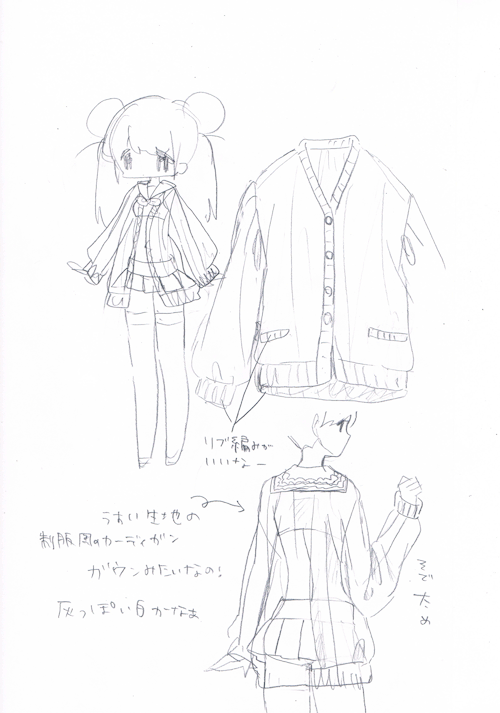 リブ編みが
いいなー
うすい生地の
制服風のカーディガン
ガウンみたいなの!
灰っぽい白かなぁ
そで太め